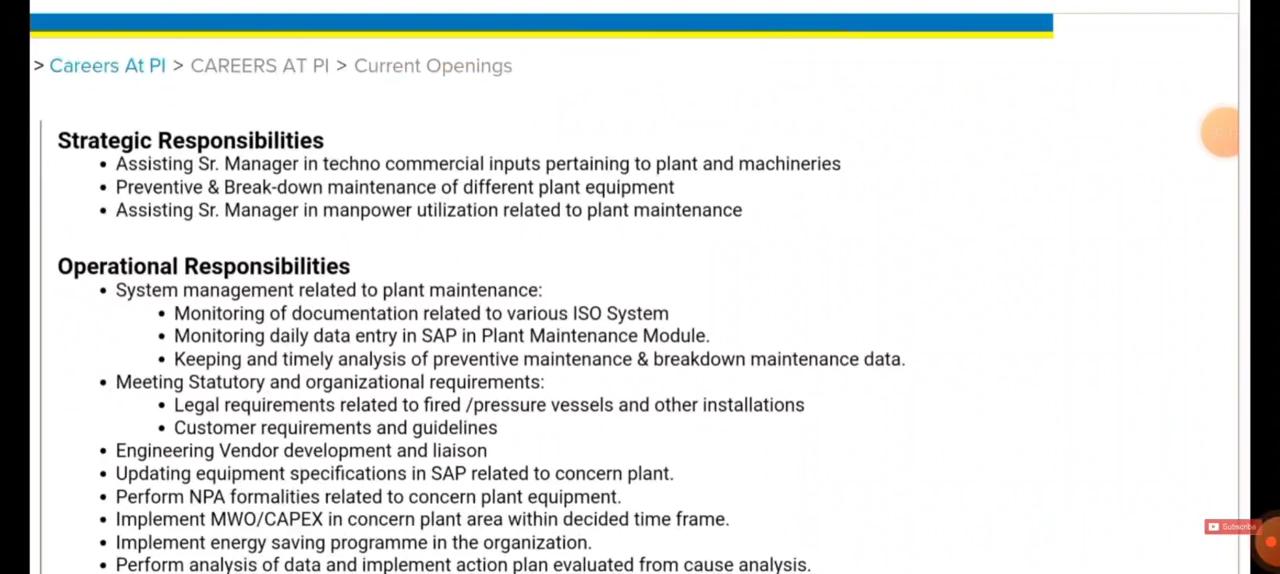 > Careers At PI > CAREERS AT PI > Current Openings
Strategic Responsibilities
• Assisting Sr. Manager in techno commercial inputs pertaining to plant and machineries
• Preventive & Break-down maintenance of different plant equipment
• Assisting Sr. Manager in manpower utilization related to plant maintenance
Operational Responsibilities
• System management related to plant maintenance:
• Monitoring of documentation related to various ISO System
• Monitoring daily data entry in SAP in Plant Maintenance Module.
• Keeping and timely analysis of preventive maintenance & breakdown maintenance data.
• Meeting Statutory and organizational requirements:
• Legal requirements related to fired /pressure vessels and other installations
• Customer requirements and guidelines
• Engineering Vendor development and liaison
• Updating equipment specifications in SAP related to concern plant.
• Perform NPA formalities related to concern plant equipment.
• Implement MWO/CAPEX in concern plant area within decided time frame.
Subscribe
• Implement energy saving programme in the organization.
• Perform analysis of data and implement action plan evaluated from cause analysis.